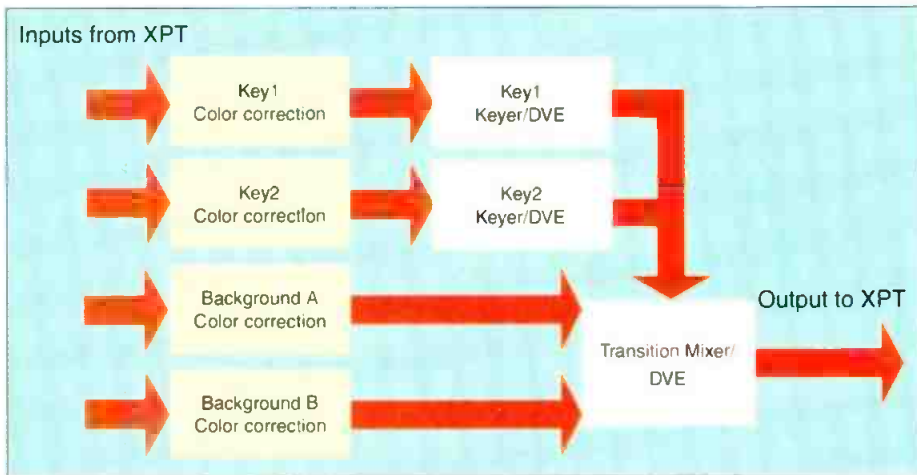 Inputs from XPT
Key1
Color correction
Key1
Keyer/DVE
Key2
Color correction
Key2
Keyer/DVE
Background A
Color correction
Output to XPT
Transition Mixer/
DVE
Background B
Color correction